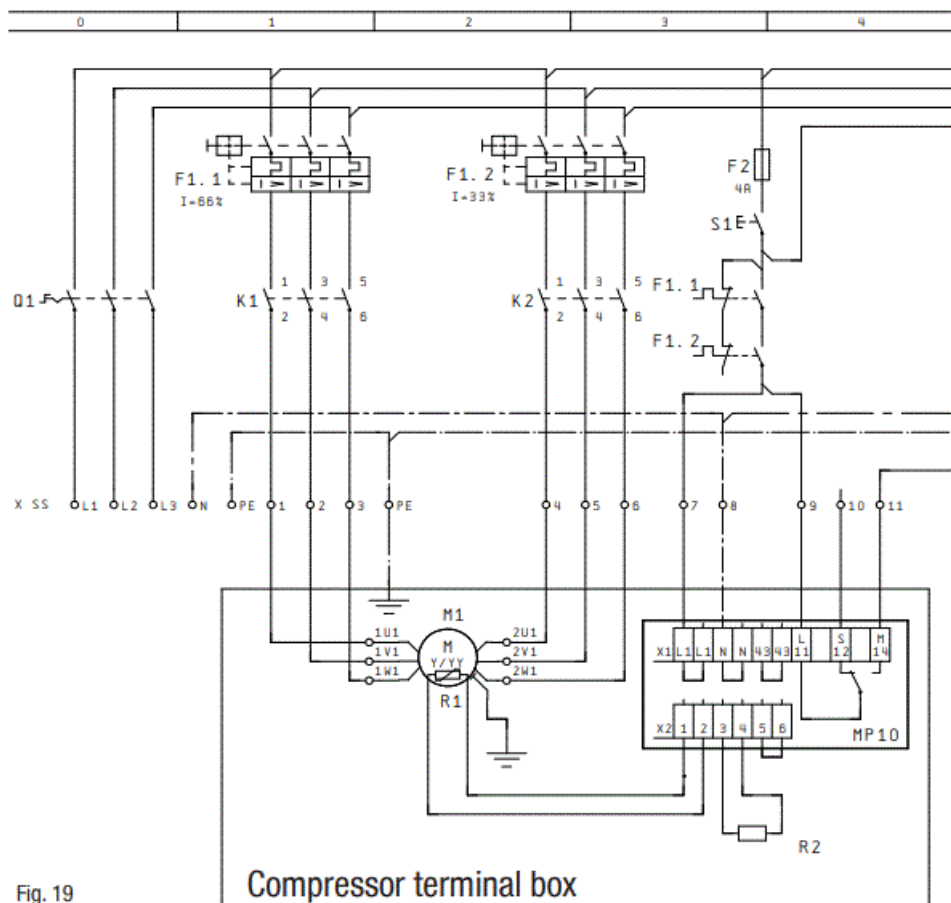 0 1 2 3 4
F1.1
I=66%
F1.2
I=33%
F2
4A
S1
Q1
K1
1 3 5
2 4 6
K2
1 3 5
2 4 6
F1.1
F1.2
X SS L1 L2 L3 N PE 1 2 3 PE 4 5 6 7 8 9 10 11
M1
1U1
1V1
1W1
M
Y/YY
R1
2U1
2V1
2W1
X1 L1 L1 N N 43 43 L 11 S 12 M 14
X2 1 2 3 4 5 6
MP10
R2
Fig. 19
Compressor terminal box